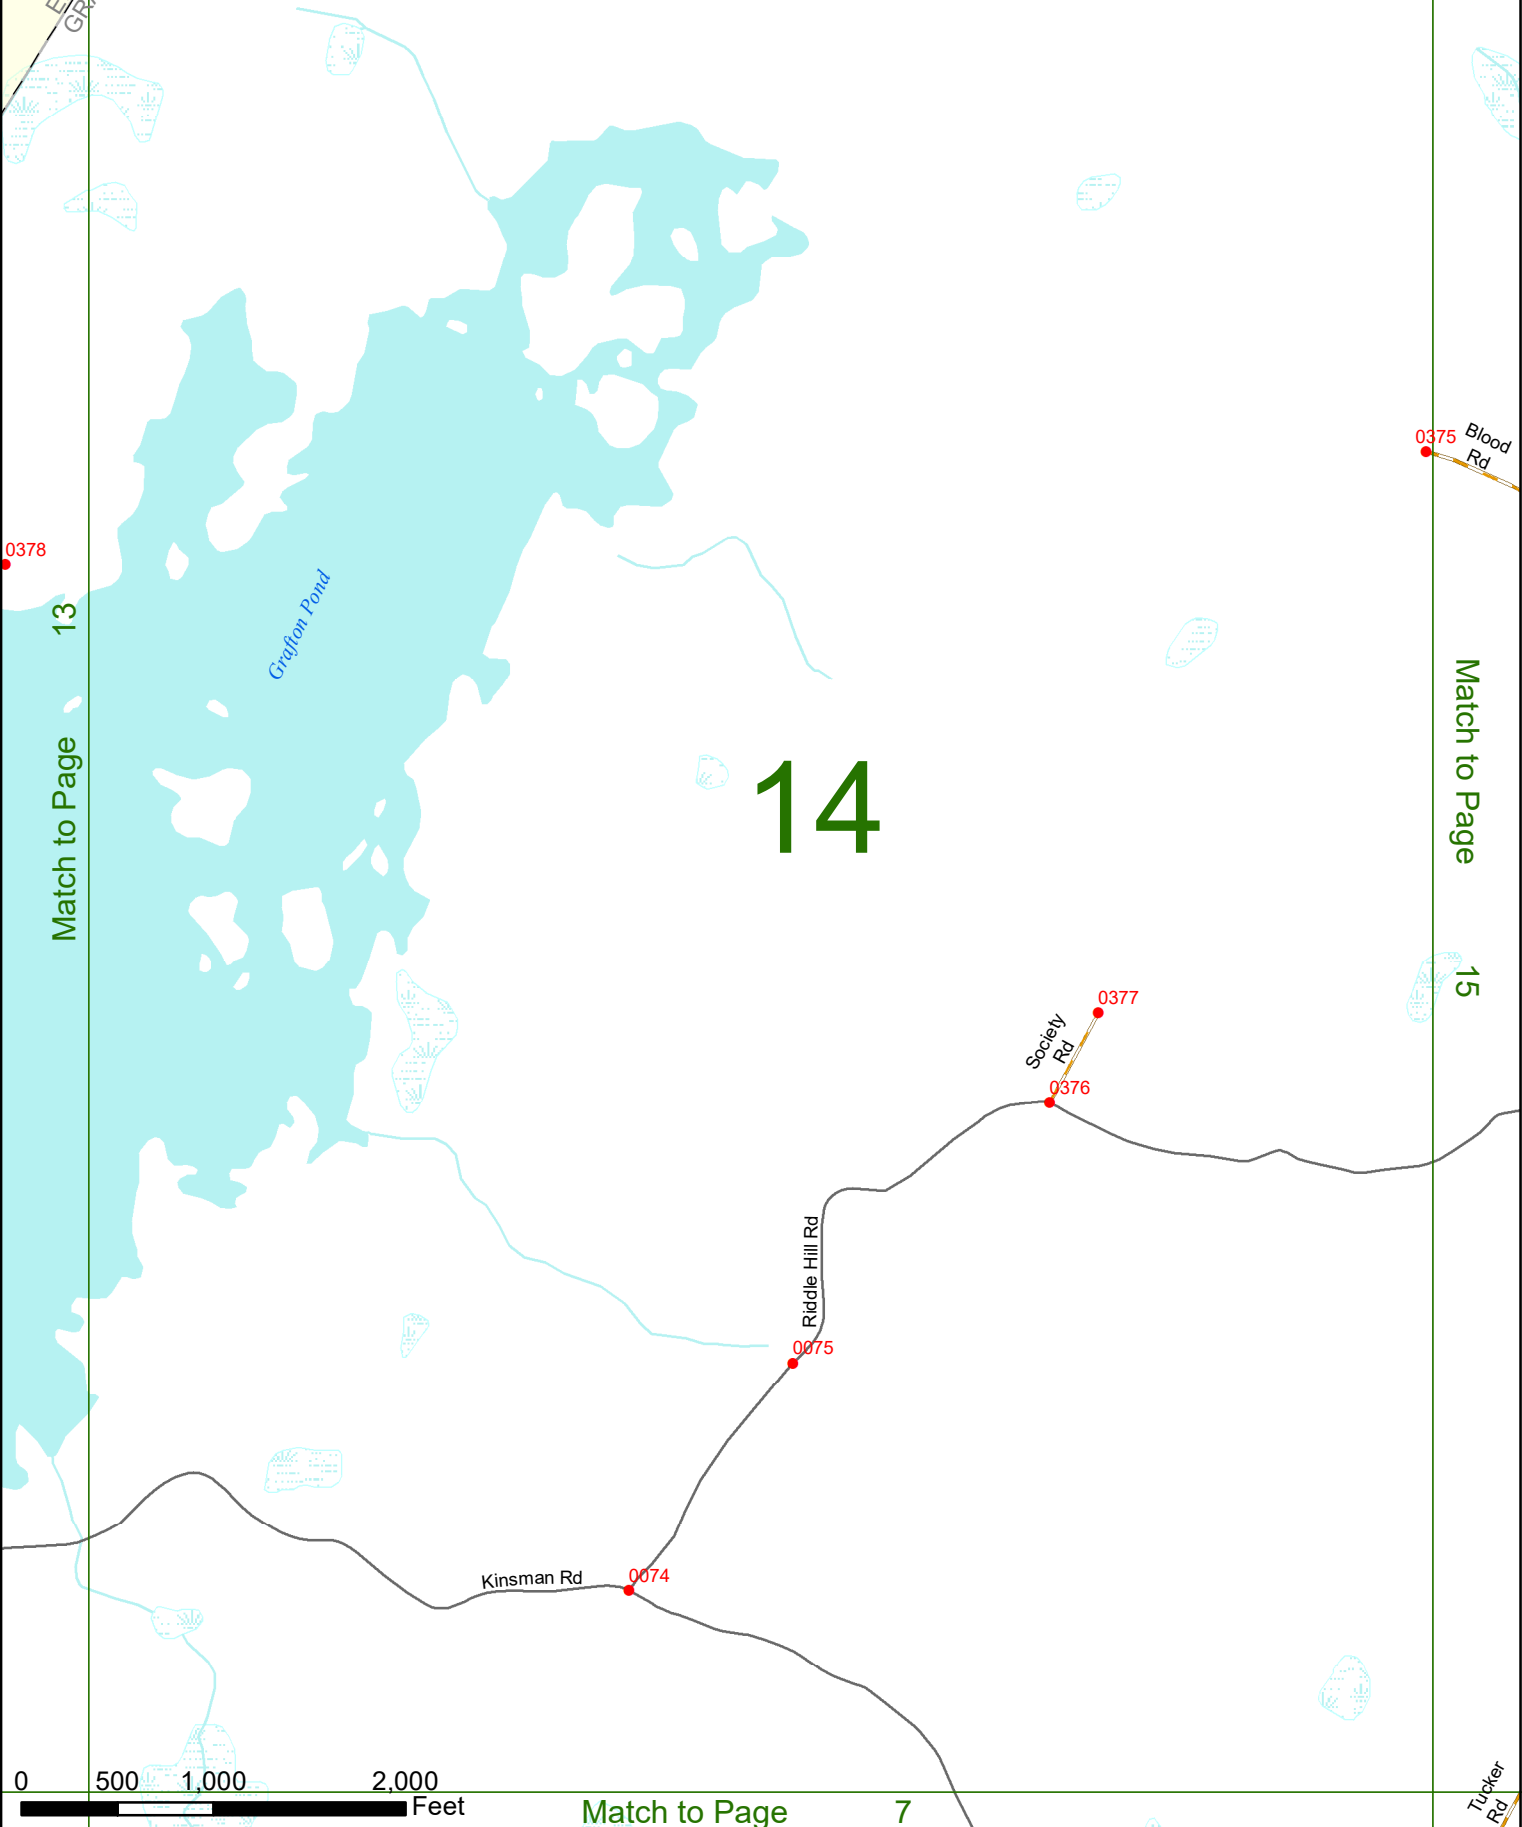 0375
Blood
Rd
0378
13
Grafton Pond
Match to Page
Match to Page
14
15
0377
Society
Rd
0376
Riddle Hill Rd
0075
Kinsman Rd
0074
0 500 1,000 2,000
Feet
Match to Page 7
Tucker
Rd